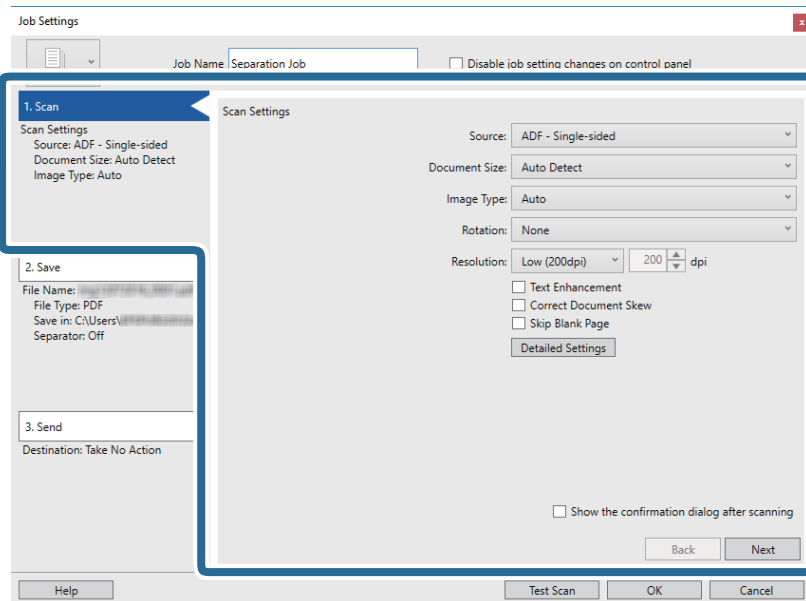 Job Settings
x
Job Name Separation Job
Disable job setting changes on control panel
1. Scan
Scan Settings
Source: ADF - Single-sided
Document Size: Auto Detect
Image Type: Auto
2. Save
File Name:
File Type: PDF
Save in: C:\Users\
Separator: Off
3. Send
Destination: Take No Action
Scan Settings
Source: ADF - Single-sided
Document Size: Auto Detect
Image Type: Auto
Rotation: None
Resolution: Low (200dpi) 200 dpi
Text Enhancement
Correct Document Skew
Skip Blank Page
Detailed Settings
Show the confirmation dialog after scanning
Back Next
Help Test Scan OK Cancel